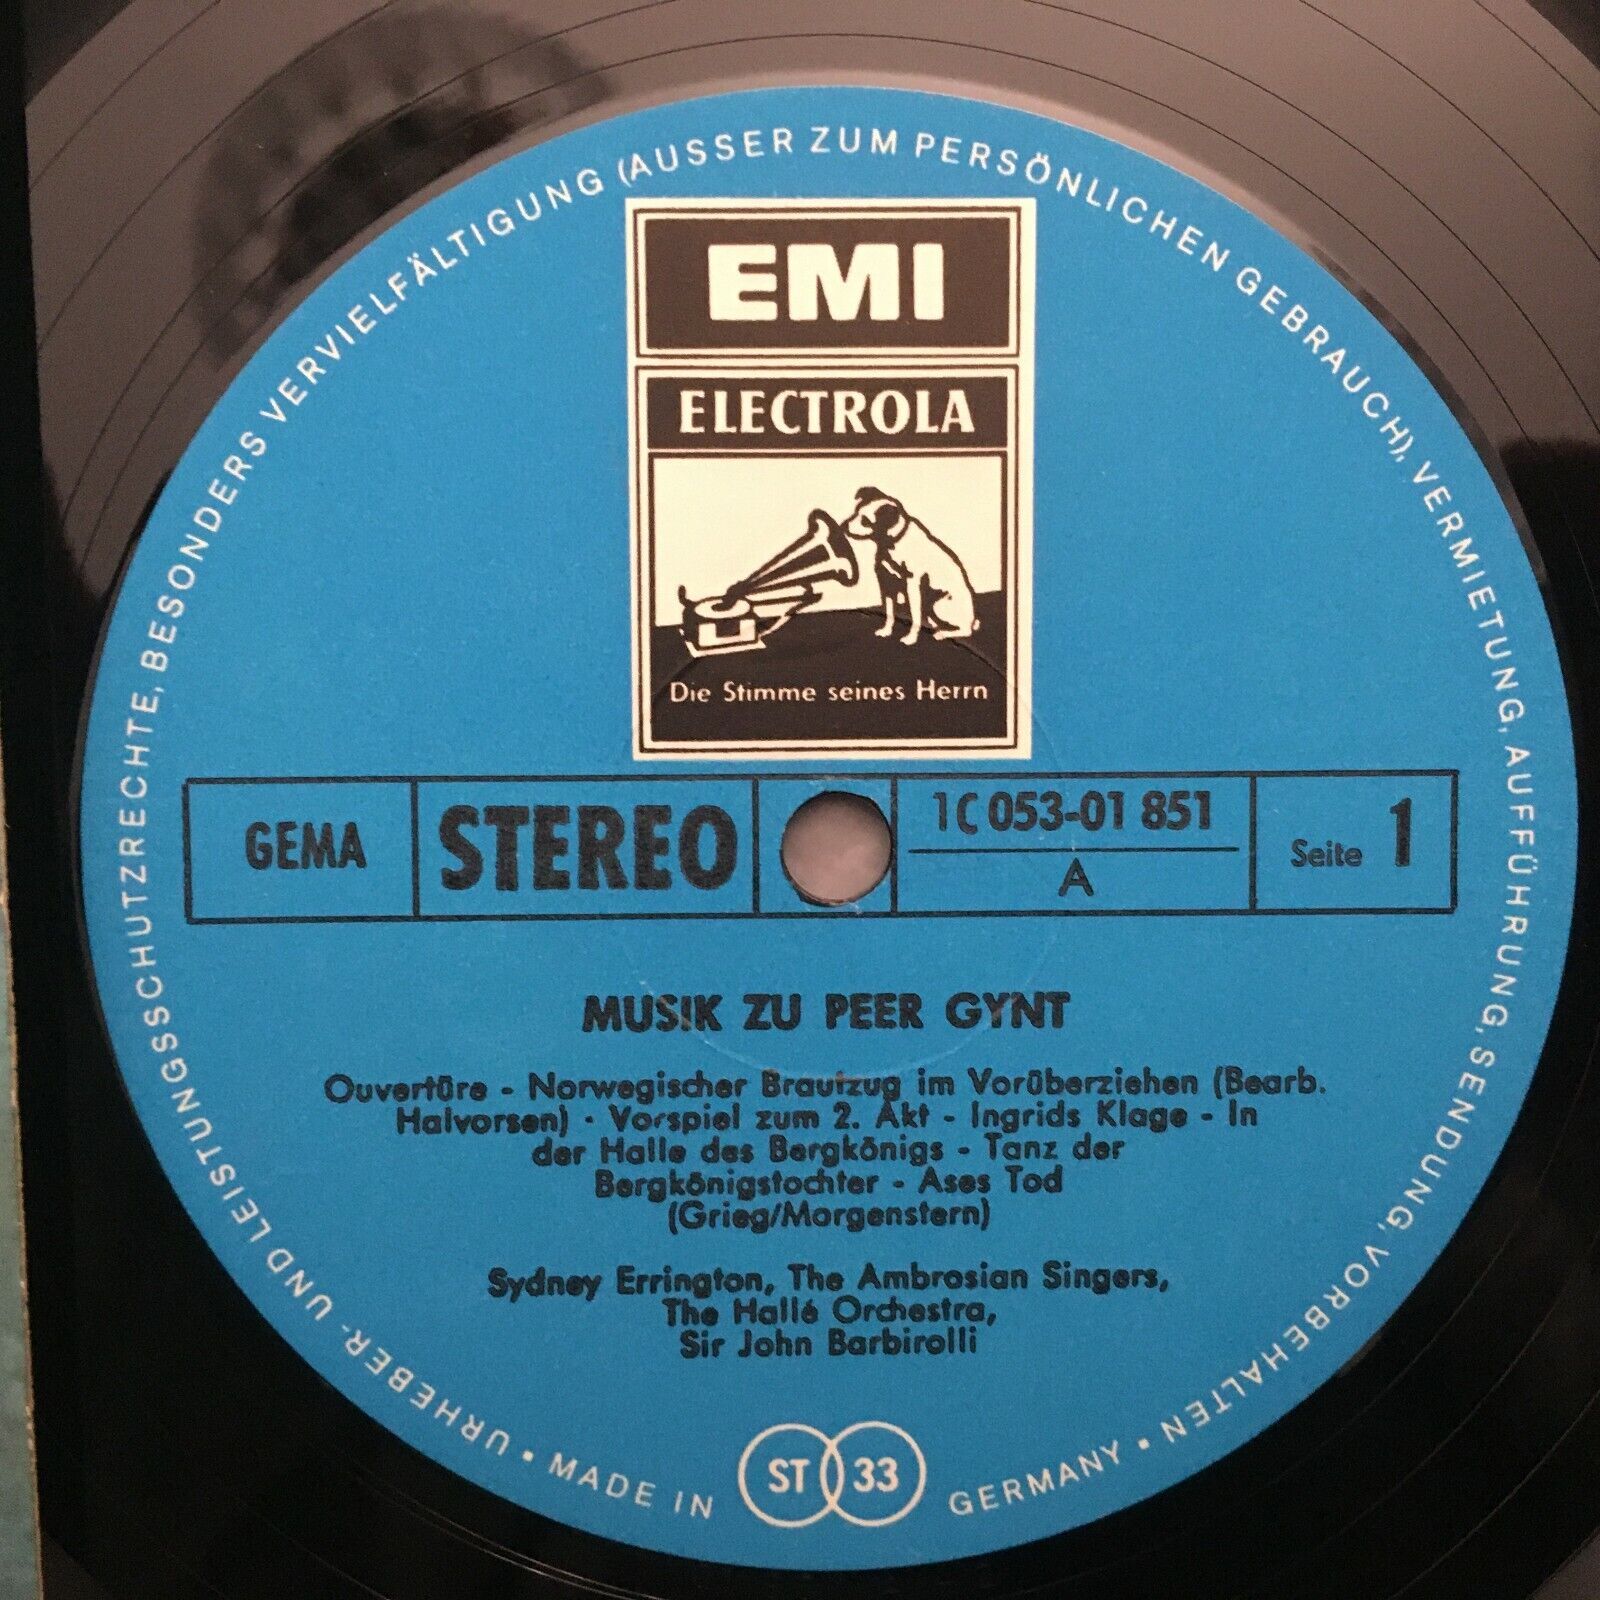 URHEBER- UND LEISTUNGSSCHUTZRECHTE, BESONDERS VERVIELFÄLTIGUNG (AUSSER ZUM PERSÖNLICHEN GEBRAUCH), VERMIETUNG, AUFFÜHRUNG, SENDUNG, VORBEHALTEN
EMI
ELECTROLA
Die Stimme seines Herrn
GEMA STEREO 1C 053-01 851 Seite 1
A
MUSIK ZU PEER GYNT
Ouvertüre - Norwegischer Brautzug im Vorüberziehen (Bearb.
Halvorsen) · Vorspiel zum 2. Akt - Ingrids Klage - In
der Halle des Bergkönigs - Tanz der
Bergkönigstochter - Ases Tod
(Grieg/Morgenstern)
Sydney Errington, The Ambrosian Singers,
The Hallé Orchestra,
Sir John Barbirolli
• MADE IN ST 33 GERMANY •